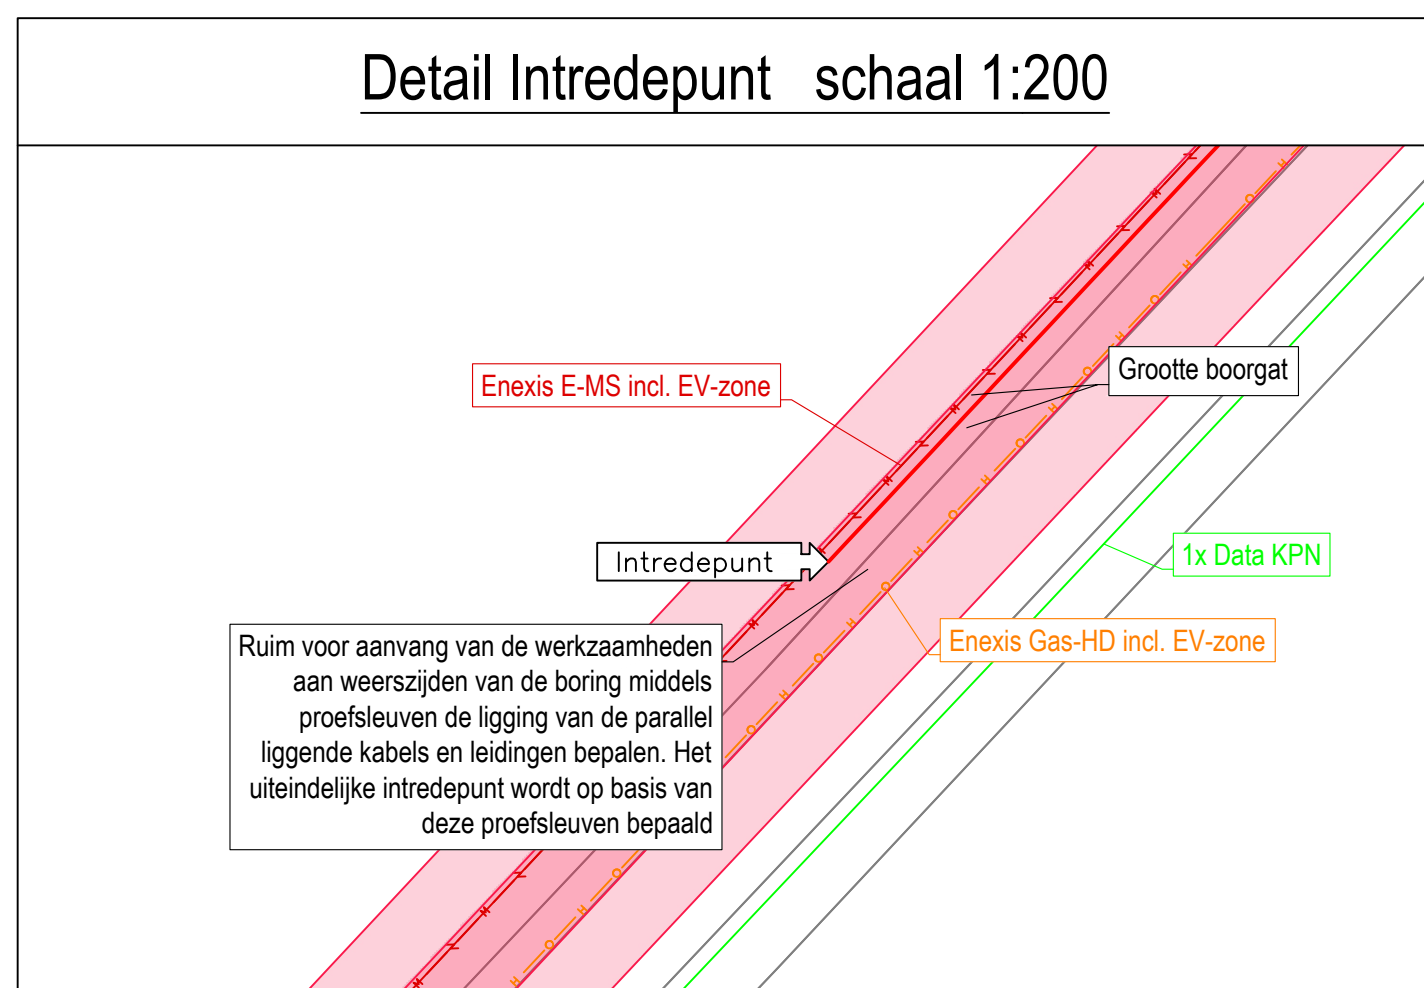 Detail Intredepunt schaal 1:200
Enexis E-MS incl. EV-zone
Grootte boorgat
Intredepunt
1x Data KPN
Enexis Gas-HD incl. EV-zone
Ruim voor aanvang van de werkzaamheden
aan weerszijden van de boring middels
proefsleuven de ligging van de parallel
liggende kabels en leidingen bepalen. Het
uiteindelijke intredepunt wordt op basis van
deze proefsleuven bepaald